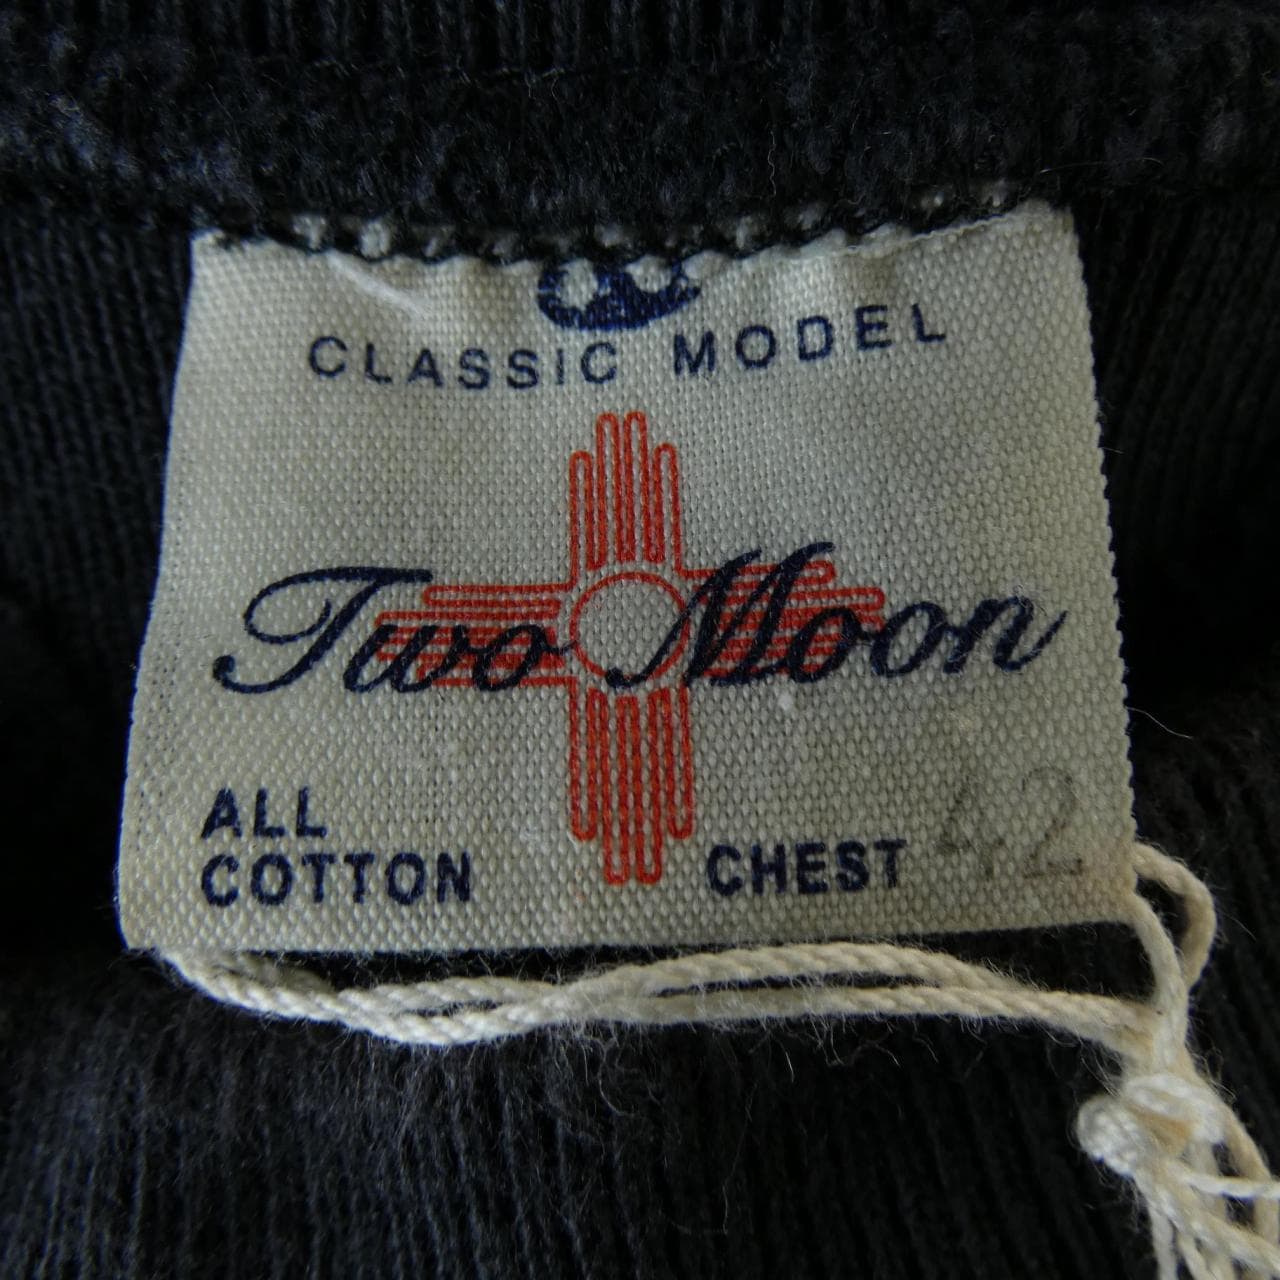 CLASSIC MODEL
Two Moon
ALL
COTTON
CHEST 42